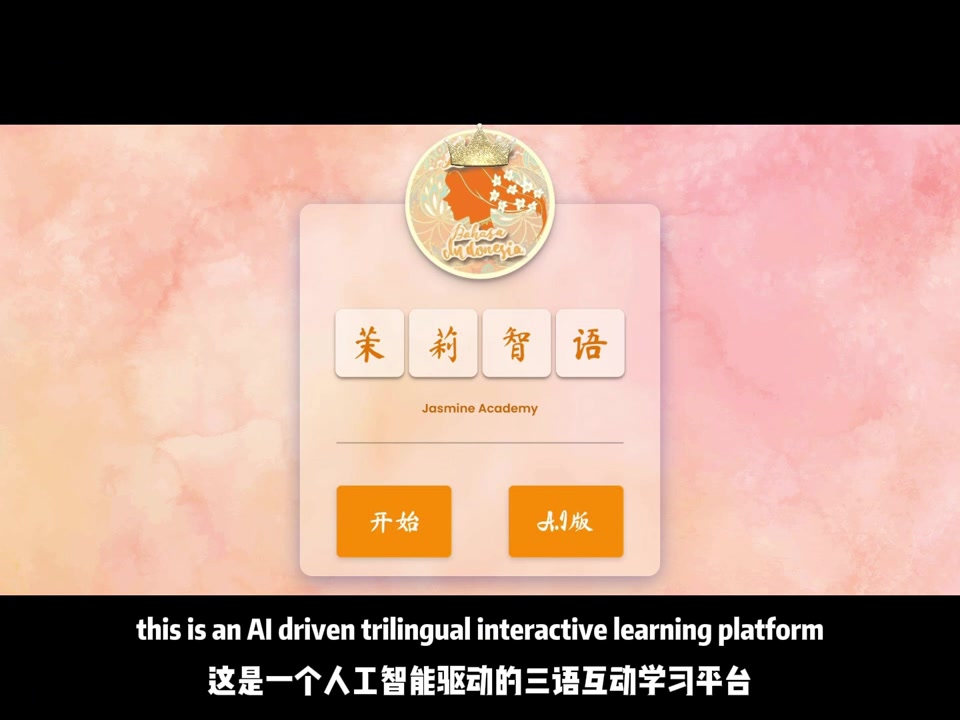 Bahasa
Indonesia
茉莉智语
Jasmine Academy
开始
A.I版
this is an AI driven trilingual interactive learning platform
这是一个人工智能驱动的三语互动学习平台